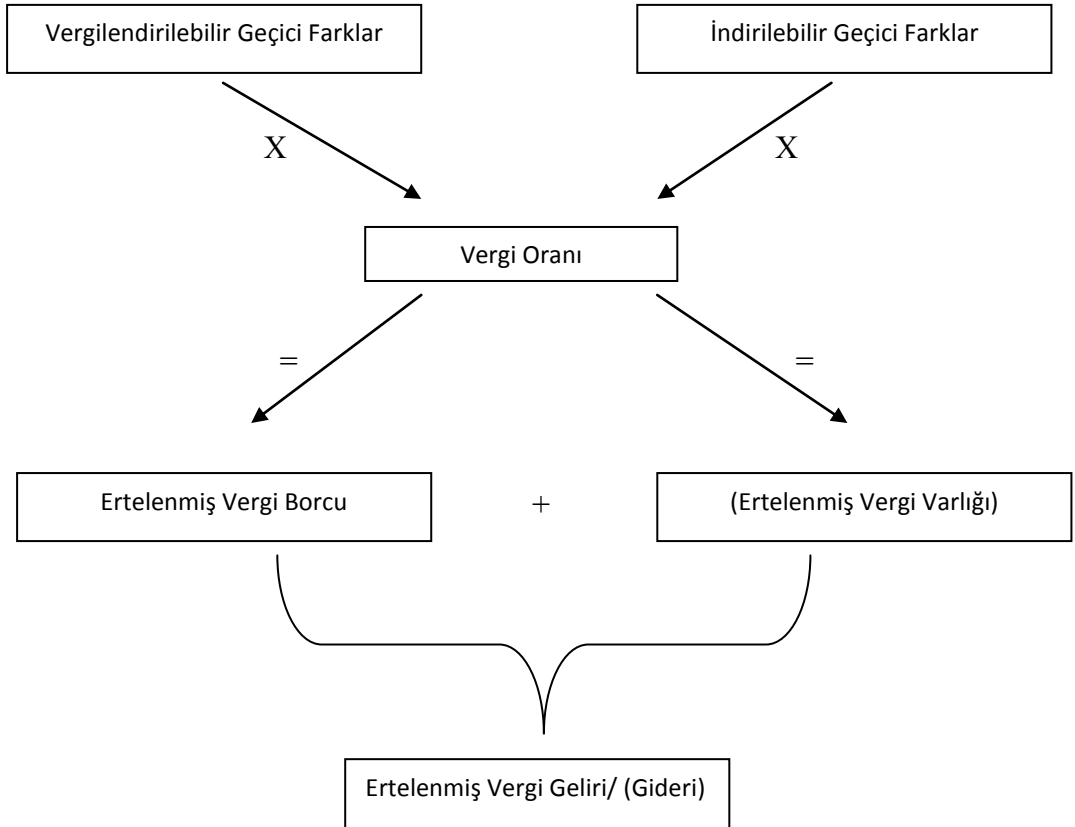 Vergilendirilebilir Geçici Farklar
İndirilebilir Geçici Farklar
X
X
Vergi Oranı
=
=
Ertelenmiş Vergi Borcu
+
(Ertelenmiş Vergi Varlığı)
Ertelenmiş Vergi Geliri/ (Gideri)